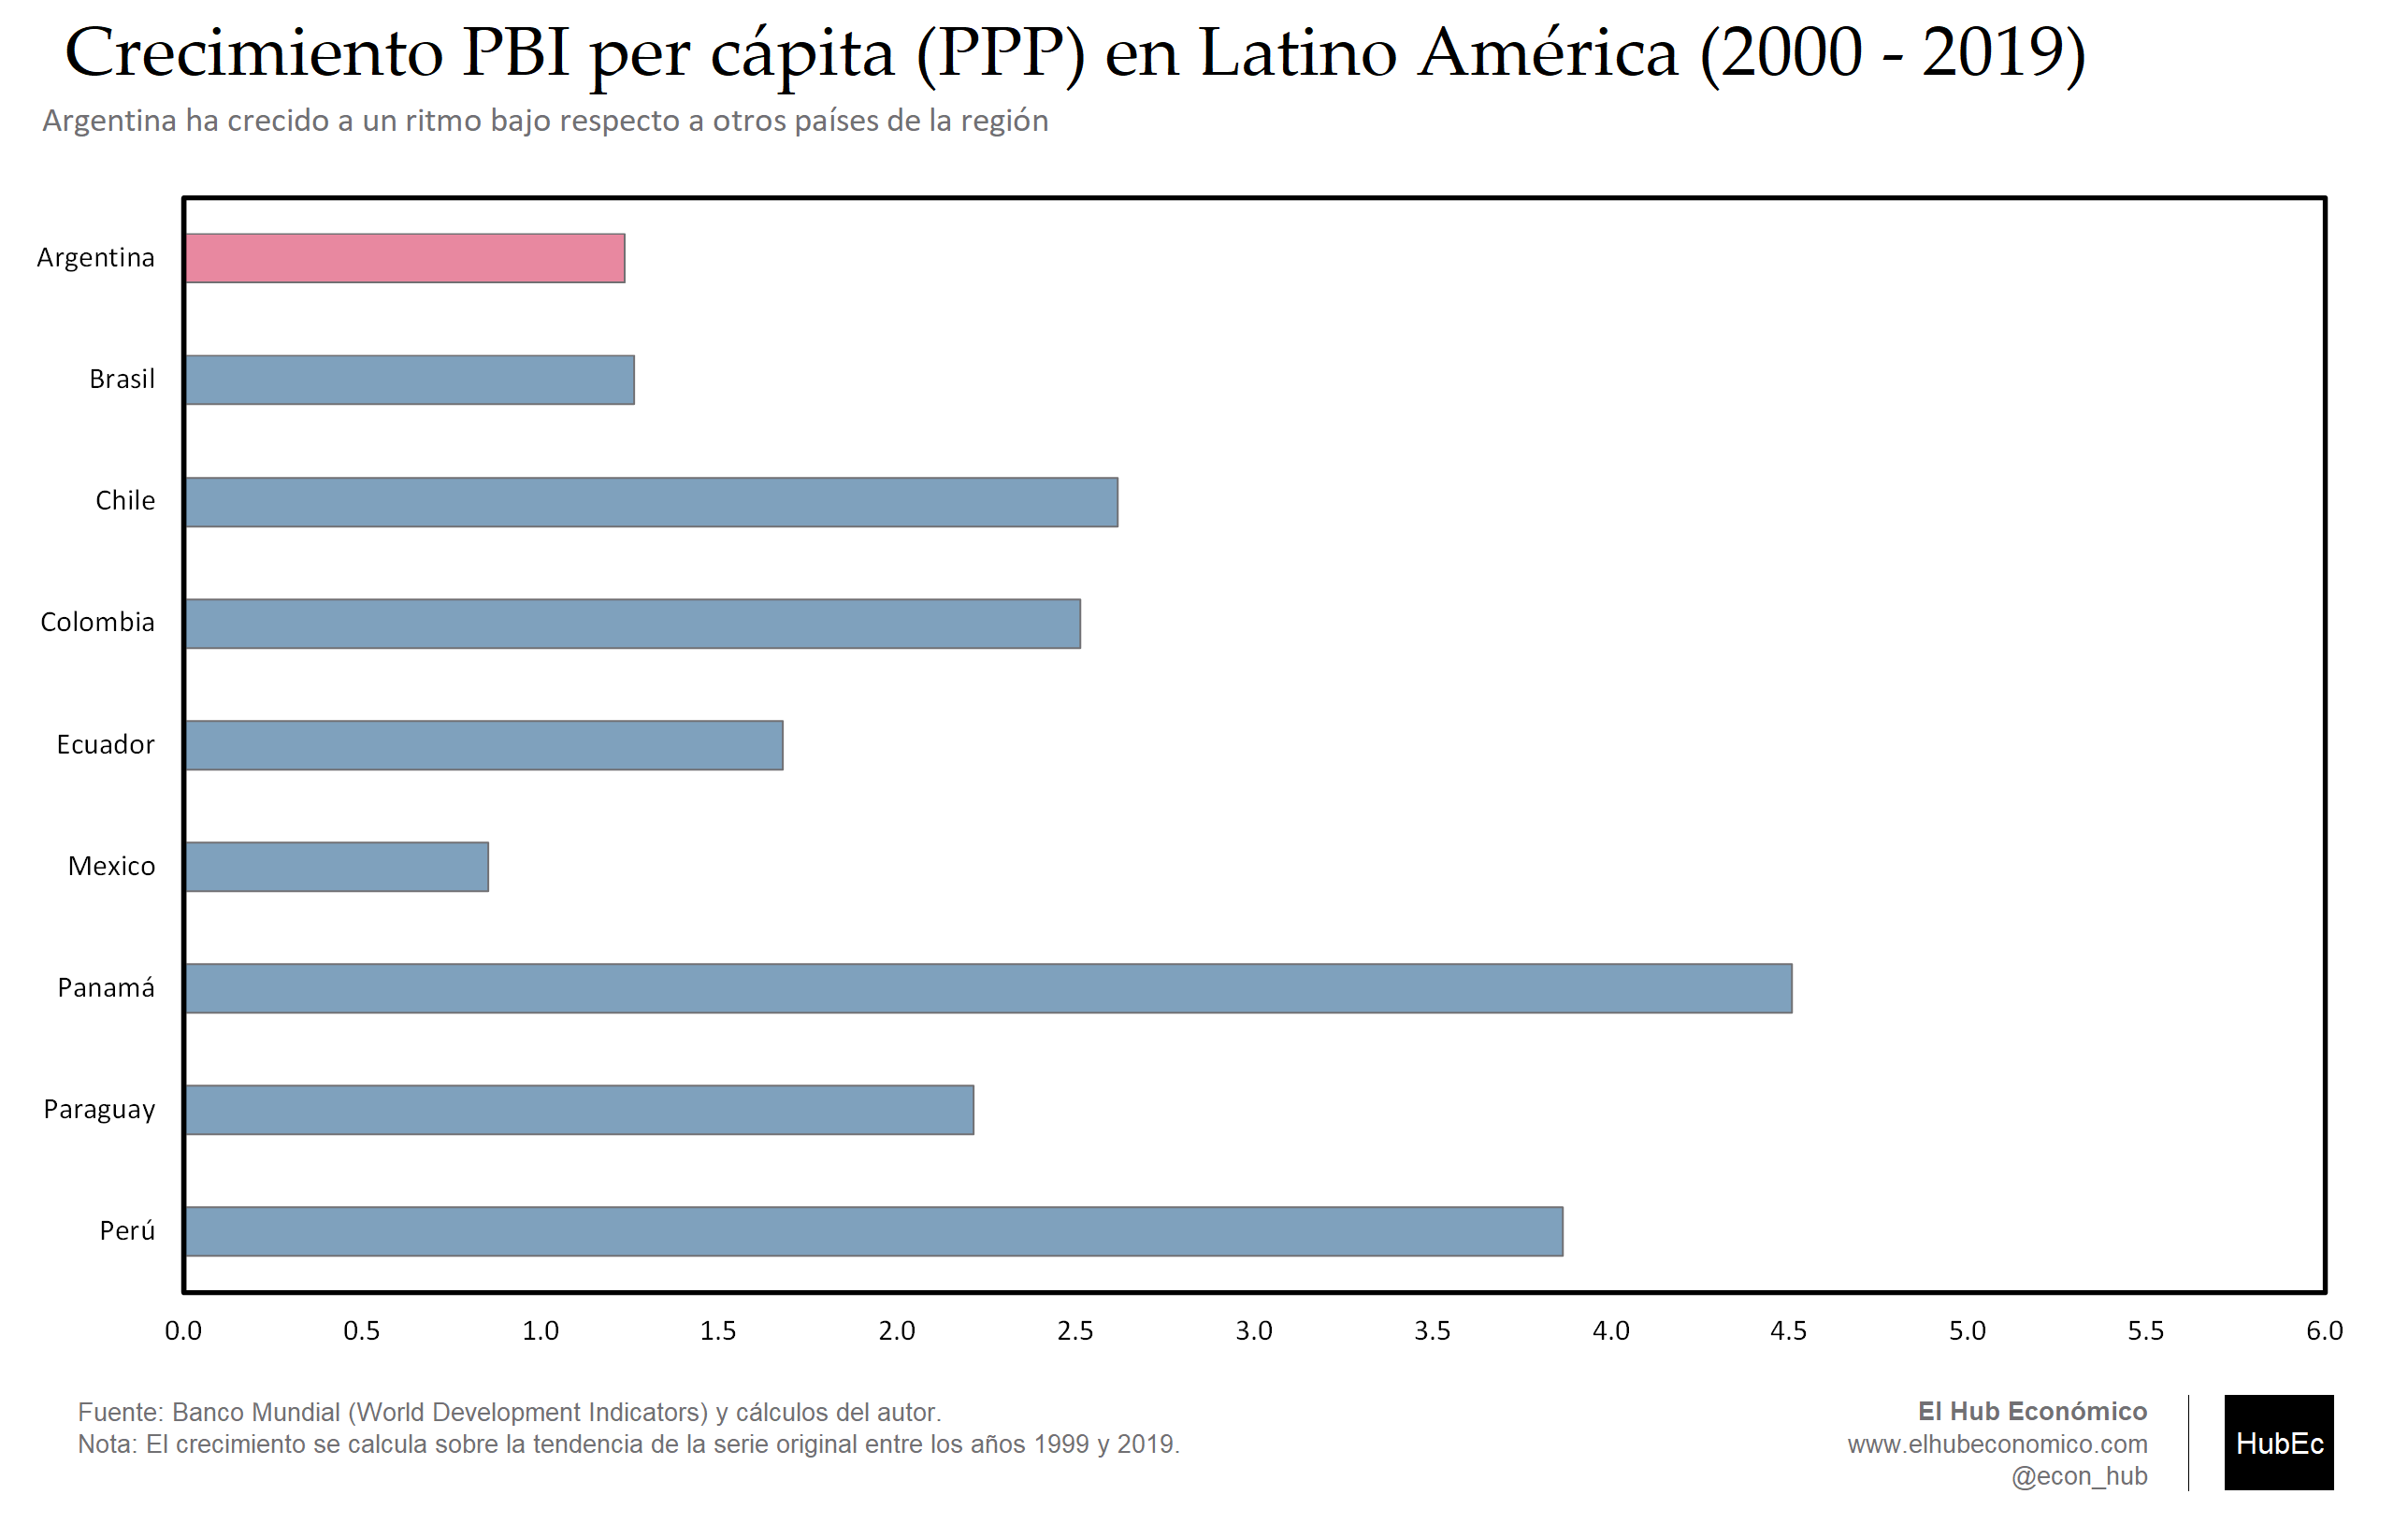 Crecimiento PBI per cápita (PPP) en Latino América (2000 - 2019)
Argentina ha crecido a un ritmo bajo respecto a otros países de la región
Argentina
Brasil
Chile
Colombia
Ecuador
Mexico
Panamá
Paraguay
Perú
0.0 0.5 1.0 1.5 2.0 2.5 3.0 3.5 4.0 4.5 5.0 5.5 6.0
Fuente: Banco Mundial (World Development Indicators) y cálculos del autor.
Nota: El crecimiento se calcula sobre la tendencia de la serie original entre los años 1999 y 2019.
El Hub Económico
www.elhubeconomico.com
@econ_hub
HubEc